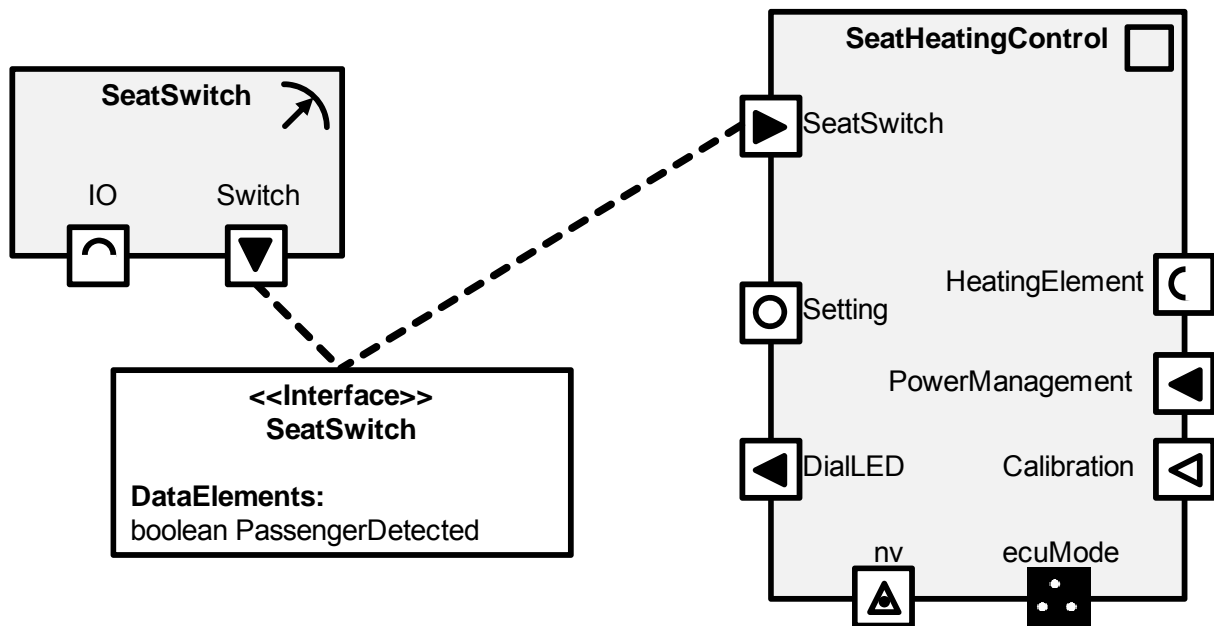 SeatSwitch
IO
Switch
<<Interface>>
SeatSwitch
DataElements:
boolean PassengerDetected
SeatHeatingControl
SeatSwitch
Setting
DialLED
HeatingElement
PowerManagement
Calibration
nv
ecuMode